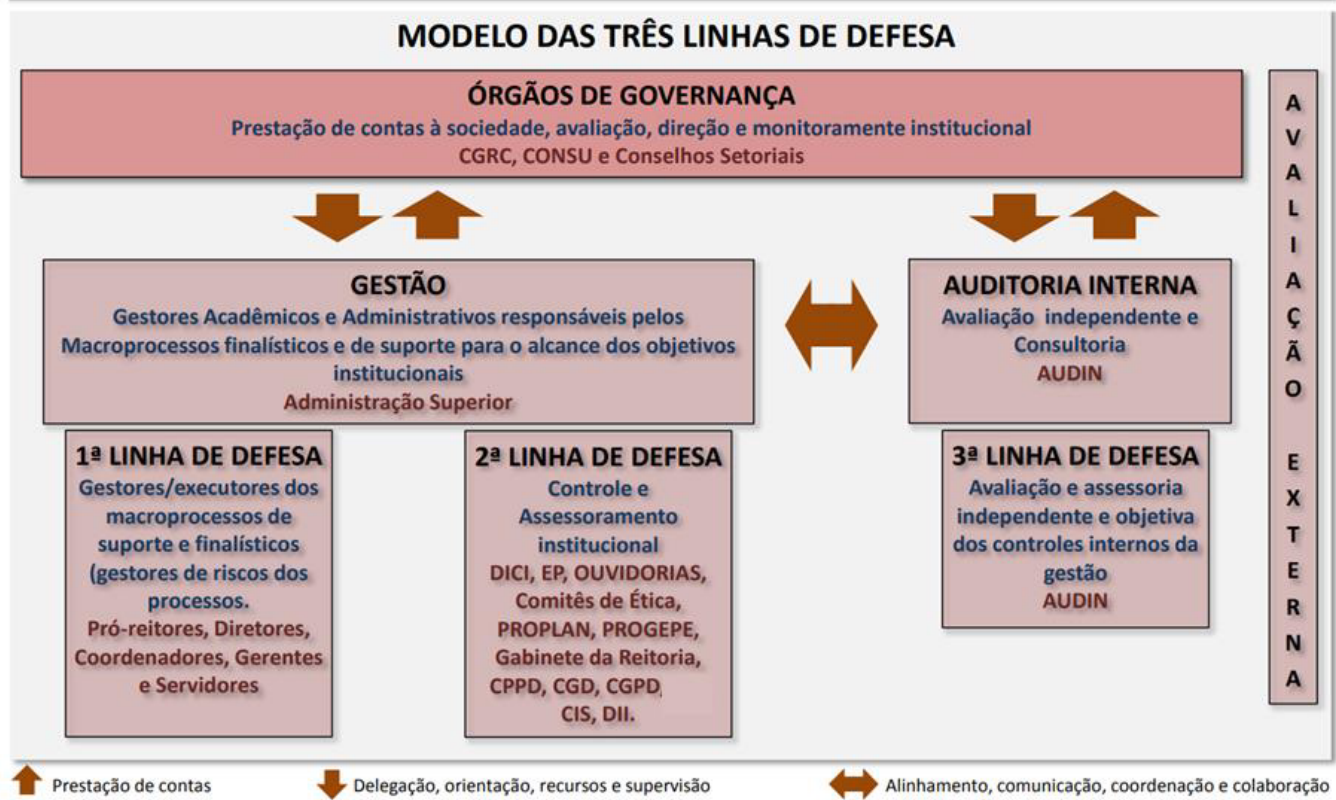 MODELO DAS TRÊS LINHAS DE DEFESA
ÓRGÃOS DE GOVERNANÇA
Prestação de contas à sociedade, avaliação, direção e monitoramente institucional
CGRC, CONSU e Conselhos Setoriais
GESTÃO
Gestores Acadêmicos e Administrativos responsáveis pelos
Macroprocessos finalísticos e de suporte para o alcance dos objetivos
institucionais
Administração Superior
AUDITORIA INTERNA
Avaliação independente e
Consultoria
AUDIN
1ª LINHA DE DEFESA
Gestores/executores dos
macroprocessos de
suporte e finalísticos
(gestores de riscos dos
processos.
Pró-reitores, Diretores,
Coordenadores, Gerentes
e Servidores
2ª LINHA DE DEFESA
Controle e
Assessoramento
institucional
DICI, EP, OUVIDORIAS,
Comitês de Ética,
PROPLAN, PROGEPE,
Gabinete da Reitoria,
CPPD, CGD, CGPD,
CIS, DII.
3ª LINHA DE DEFESA
Avaliação e assessoria
independente e objetiva
dos controles internos da
gestão
AUDIN
AVALIAÇÃO EXTERNA
Prestação de contas
Delegação, orientação, recursos e supervisão
Alinhamento, comunicação, coordenação e colaboração